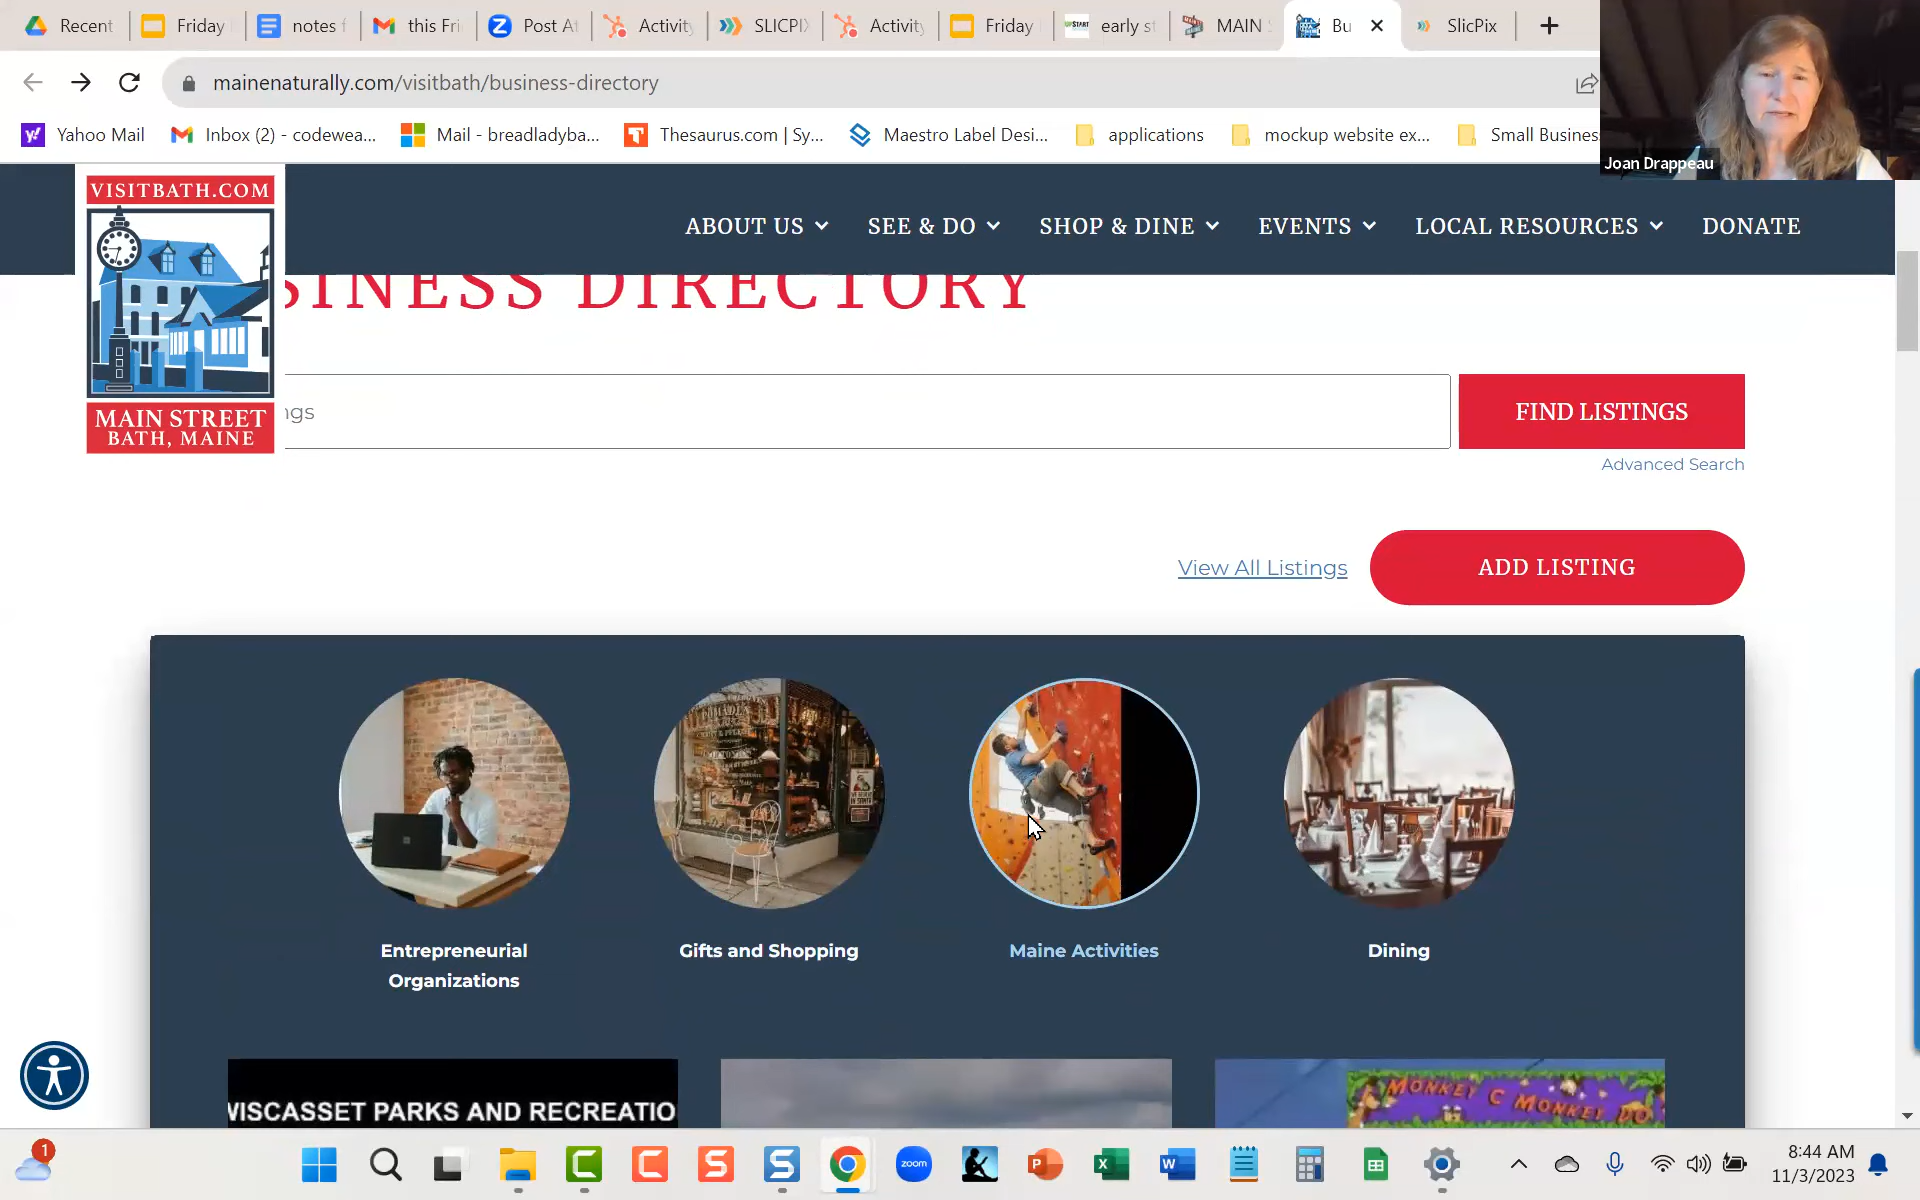 Recent
Friday
notes f
this Fri
Post At
Activity
SLICPIX
Activity
Friday
UPSTART
early st
MAIN S
Bu
SlicPix
mainenaturally.com/visitbath/business-directory
Yahoo Mail
Inbox (2) - codewea...
Mail - breadladyba...
Thesaurus.com | Sy...
Maestro Label Desi...
applications
mockup website ex...
Small Busines
Joan Drappeau
VISITBATH.COM
MAIN STREET
BATH, MAINE
ABOUT US
SEE & DO
SHOP & DINE
EVENTS
LOCAL RESOURCES
DONATE
SINESS DIRECTORY
ngs
FIND LISTINGS
Advanced Search
View All Listings
ADD LISTING
Entrepreneurial
Organizations
Gifts and Shopping
Maine Activities
Dining
WISCASSET PARKS AND RECREATIO
MONKEY C MONKEY DO
1
zoom
8:44 AM
11/3/2023